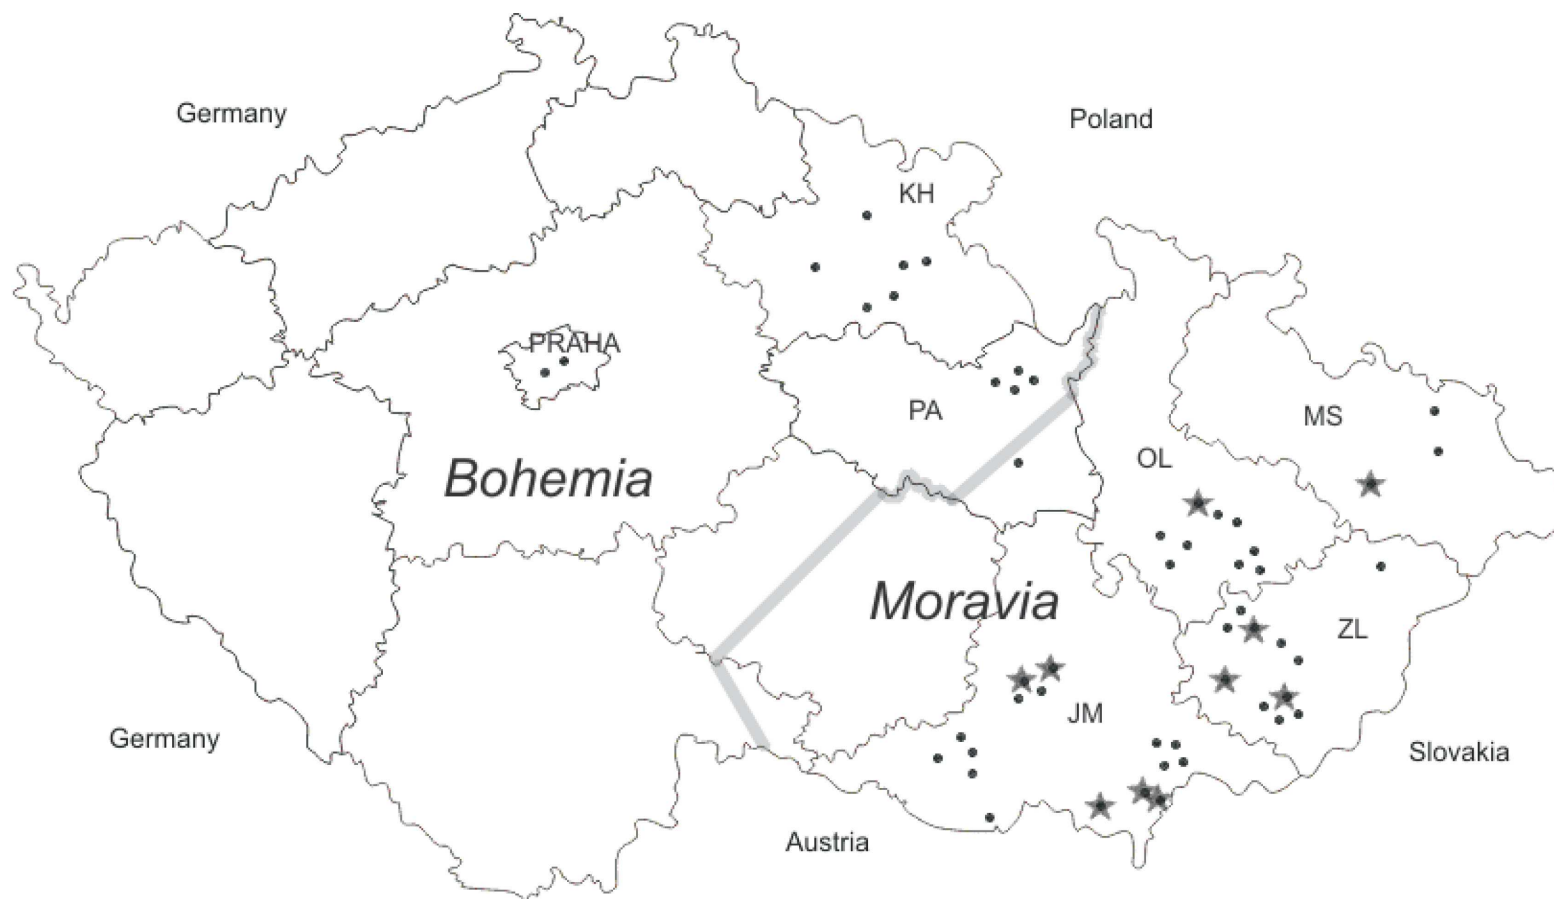 Germany
Poland
KH
PRAHA
PA
MS
OL
Bohemia
Moravia
ZL
JM
Germany
Slovakia
Austria